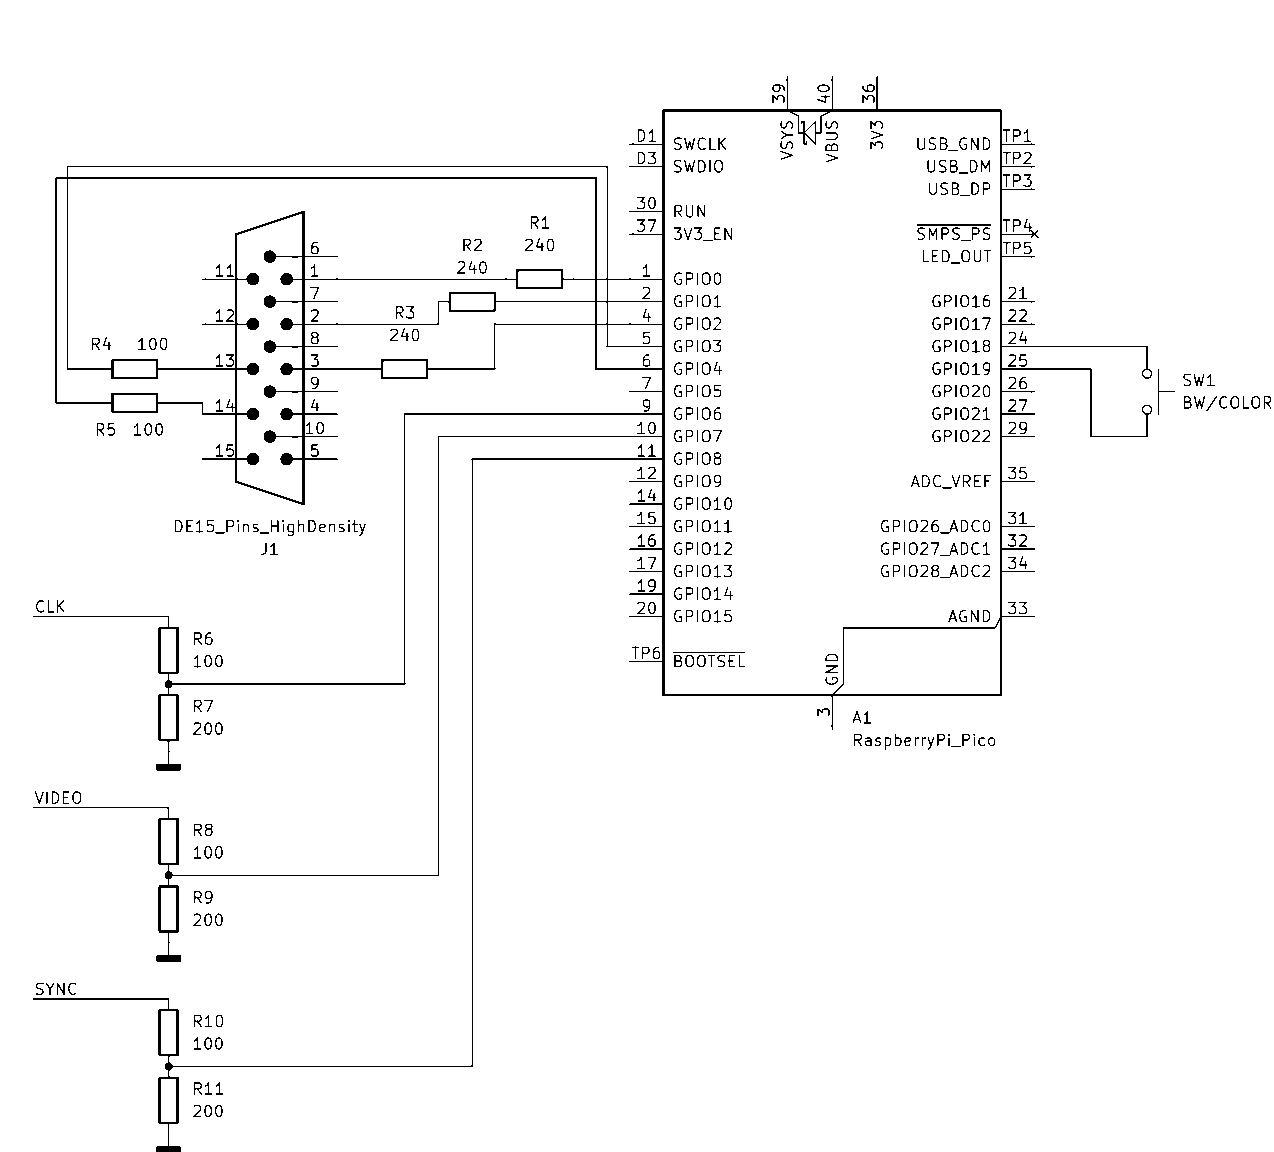 39
40
36
VSYS
VBUS
3V3
D1 SWCLK
D3 SWDIO
30 RUN
37 3V3_EN
1 GPIO0
2 GPIO1
4 GPIO2
5 GPIO3
6 GPIO4
7 GPIO5
9 GPIO6
10 GPIO7
11 GPIO8
12 GPIO9
14 GPIO10
15 GPIO11
16 GPIO12
17 GPIO13
19 GPIO14
20 GPIO15
TP6 BOOTSEL
USB_GND TP1
USB_DM TP2
USB_DP TP3
SMPS_PS TP4
LED_OUT TP5
GPIO16 21
GPIO17 22
GPIO18 24
GPIO19 25
GPIO20 26
GPIO21 27
GPIO22 29
ADC_VREF 35
GPIO26_ADC0 31
GPIO27_ADC1 32
GPIO28_ADC2 34
AGND 33
GND
3
A1
RaspberryPi_Pico
SW1
BW/COLOR
R1
240
R2
240
R3
240
R4 100
R5 100
6
11 1
7
12 2
8
13 3
9
14 4
10
15 5
DE15_Pins_HighDensity
J1
CLK
R6
100
R7
200
VIDEO
R8
100
R9
200
SYNC
R10
100
R11
200